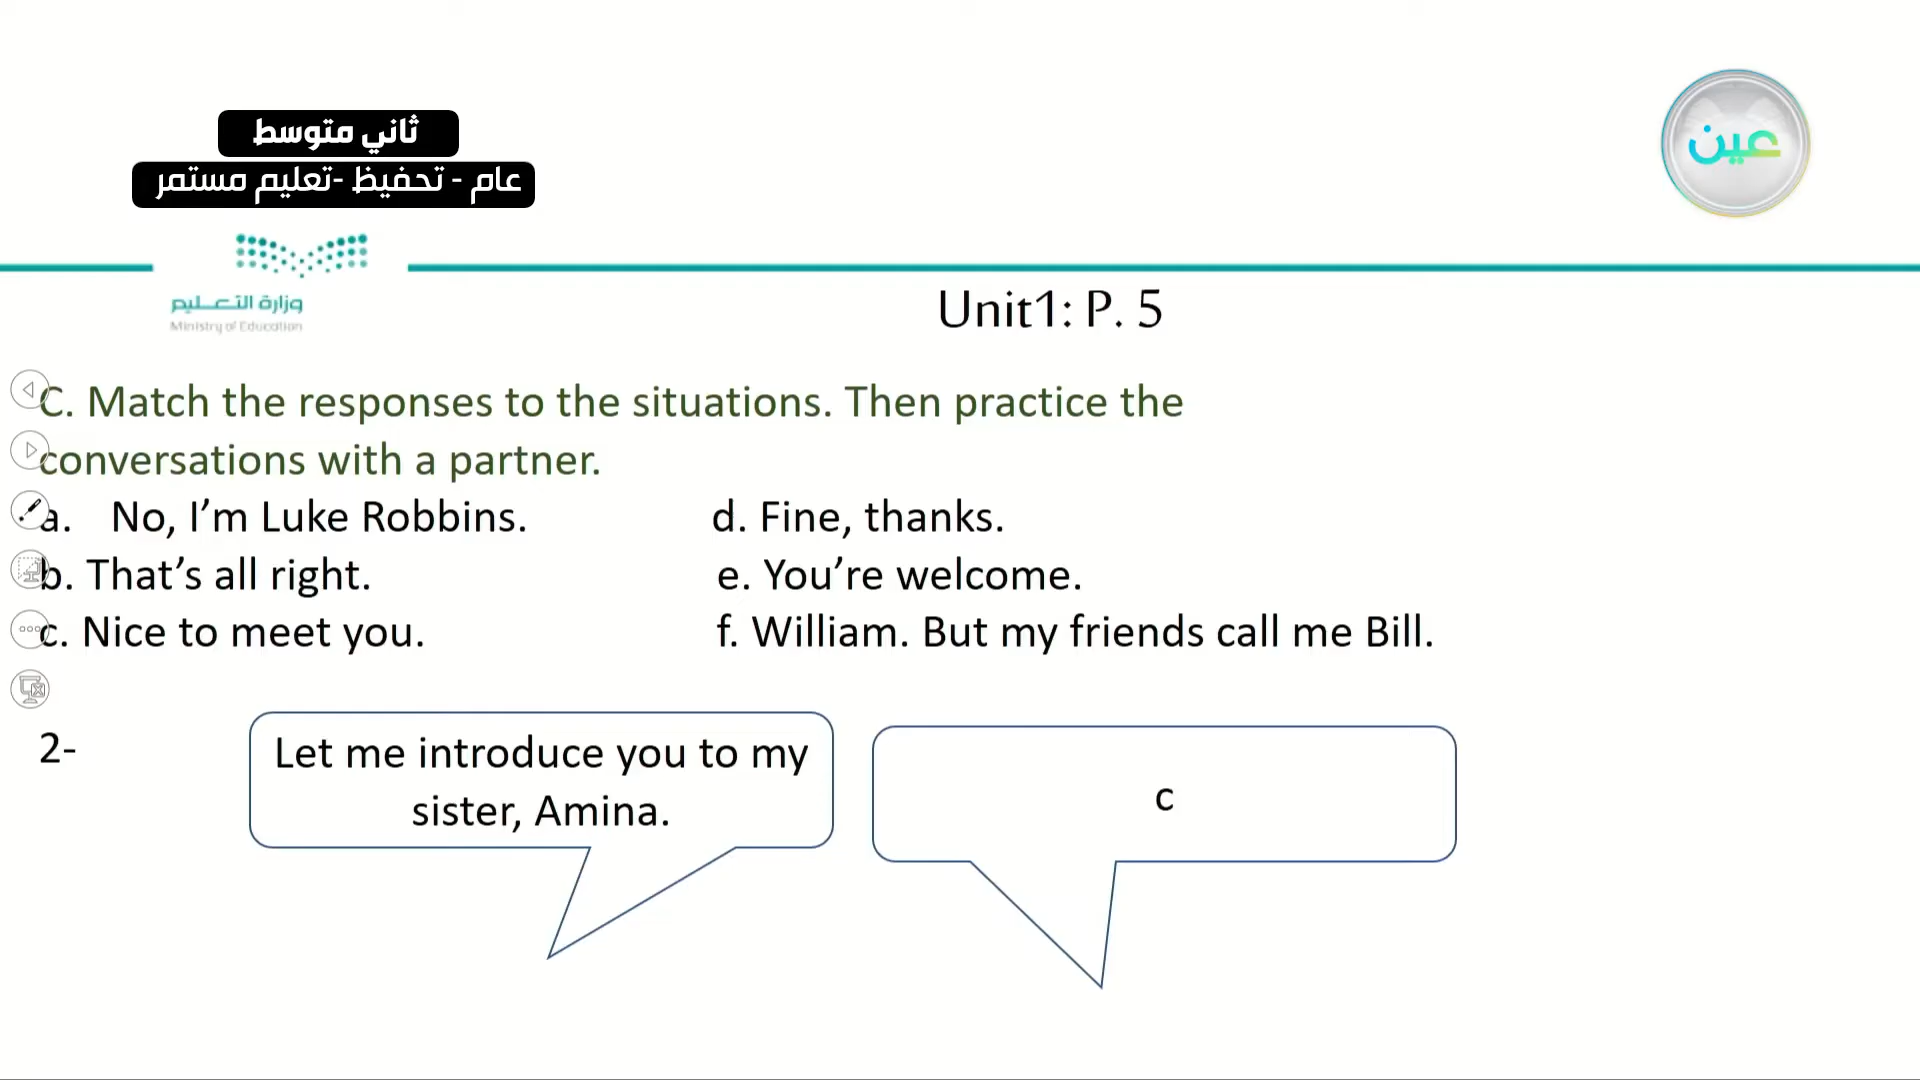 ثاني متوسط
عام - تحفيظ -تعليم مستمر
عين
وزارة التعليم
Ministry of Education
Unit1: P. 5
C. Match the responses to the situations. Then practice the
conversations with a partner.
a. No, I’m Luke Robbins. d. Fine, thanks.
b. That’s all right. e. You’re welcome.
c. Nice to meet you. f. William. But my friends call me Bill.
2-
Let me introduce you to my
sister, Amina.
c